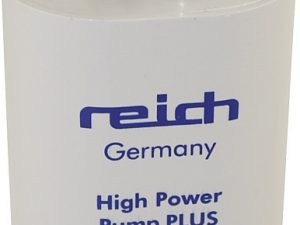 reich
Germany
High Power
Pump PLUS